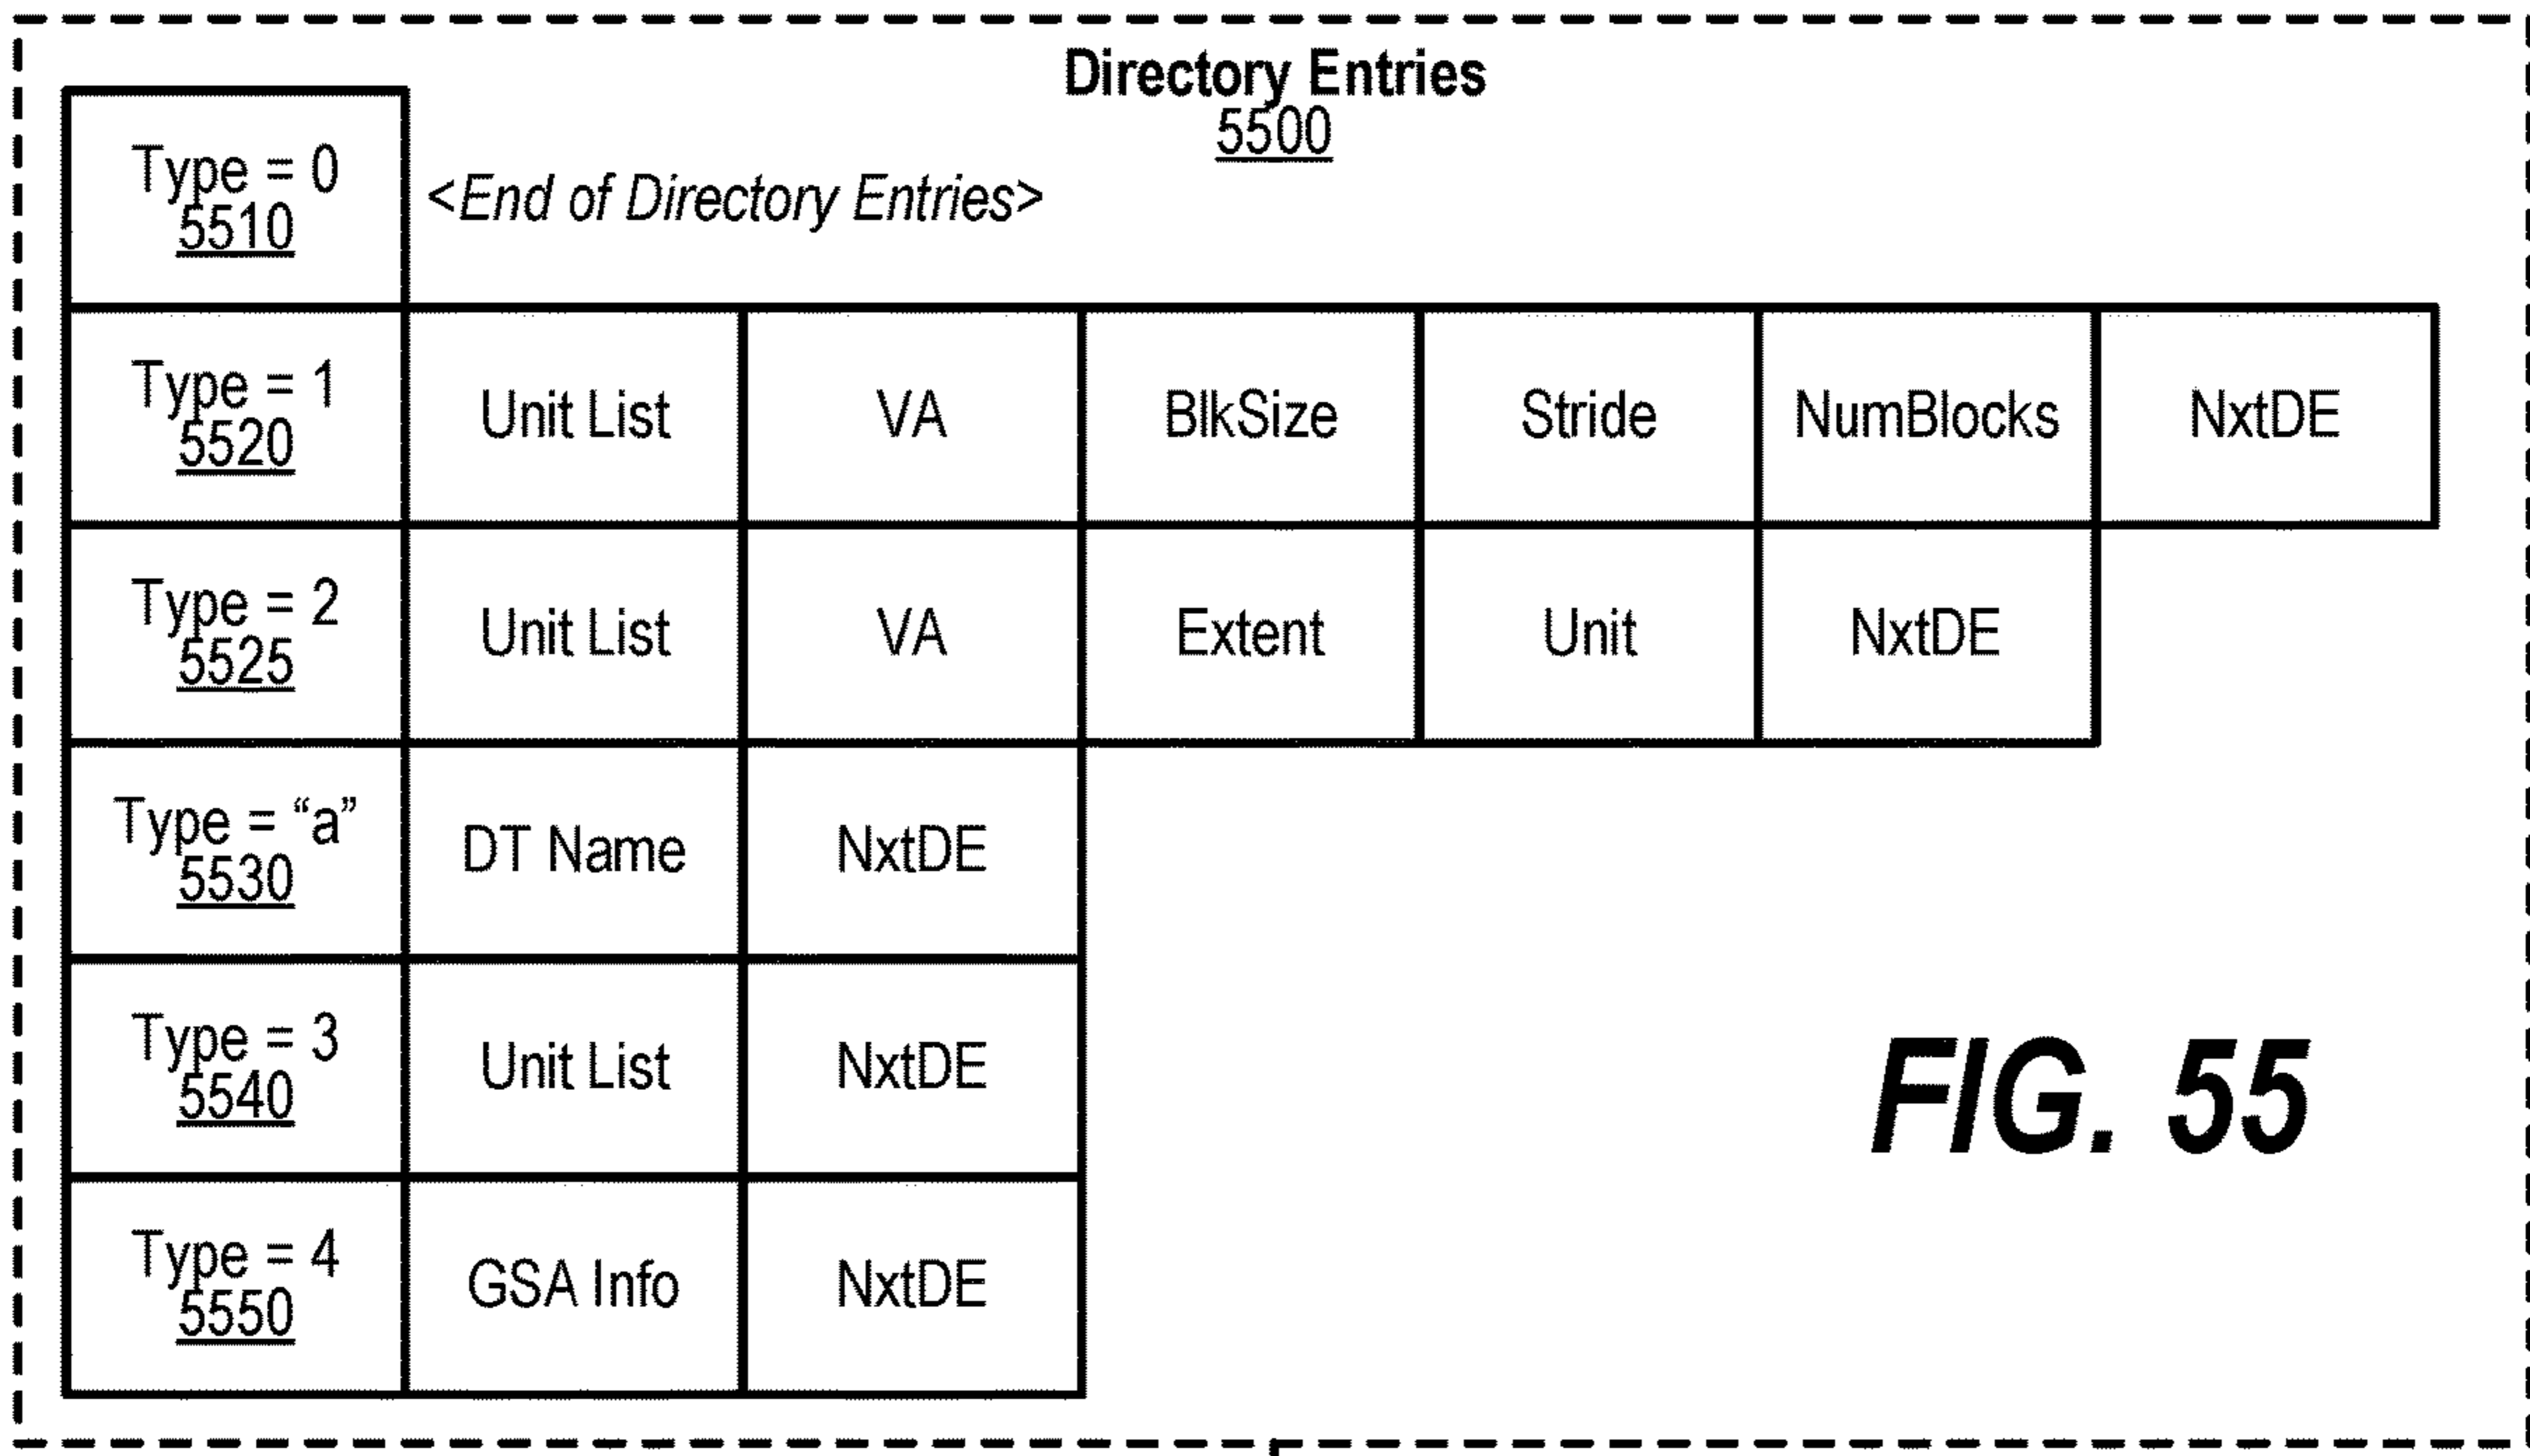 Directory Entries
5500
Type = 0
5510
<End of Directory Entries>
Type = 1
5520
Unit List
VA
BlkSize
Stride
NumBlocks
NxtDE
Type = 2
5525
Unit List
VA
Extent
Unit
NxtDE
Type = “a”
5530
DT Name
NxtDE
Type = 3
5540
Unit List
NxtDE
Type = 4
5550
GSA Info
NxtDE
FIG. 55